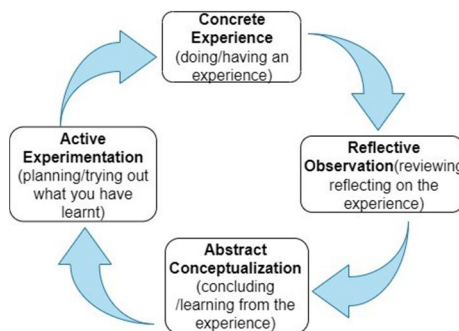 Concrete
Experience
(doing/having an
experience)
Reflective
Observation(reviewing
reflecting on the
experience)
Abstract
Conceptualization
(concluding
/learning from the
experience)
Active
Experimentation
(planning/trying out
what you have
learnt)